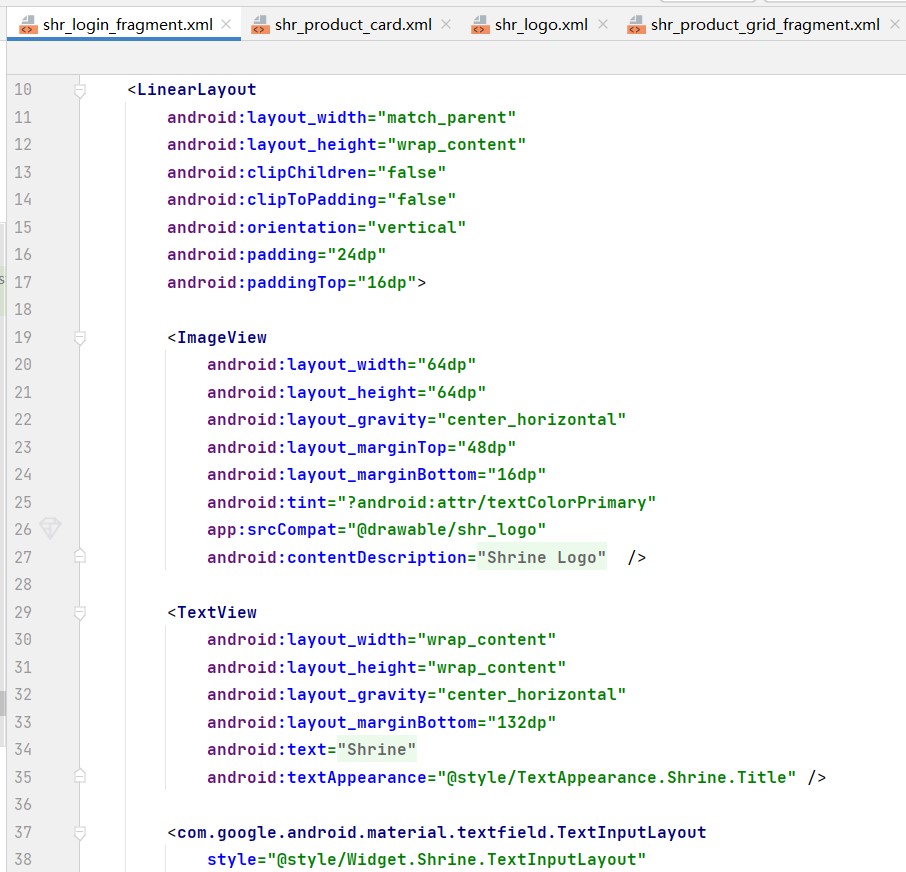 shr_login_fragment.xml shr_product_card.xml shr_logo.xml shr_product_grid_fragment.xml
10 <LinearLayout
11 android:layout_width="match_parent"
12 android:layout_height="wrap_content"
13 android:clipChildren="false"
14 android:clipToPadding="false"
15 android:orientation="vertical"
16 android:padding="24dp"
17 android:paddingTop="16dp">
18
19 <ImageView
20 android:layout_width="64dp"
21 android:layout_height="64dp"
22 android:layout_gravity="center_horizontal"
23 android:layout_marginTop="48dp"
24 android:layout_marginBottom="16dp"
25 android:tint="?android:attr/textColorPrimary"
26 app:srcCompat="@drawable/shr_logo"
27 android:contentDescription="Shrine Logo" />
28
29 <TextView
30 android:layout_width="wrap_content"
31 android:layout_height="wrap_content"
32 android:layout_gravity="center_horizontal"
33 android:layout_marginBottom="132dp"
34 android:text="Shrine"
35 android:textAppearance="@style/TextAppearance.Shrine.Title" />
36
37 <com.google.android.material.textfield.TextInputLayout
38 style="@style/Widget.Shrine.TextInputLayout"